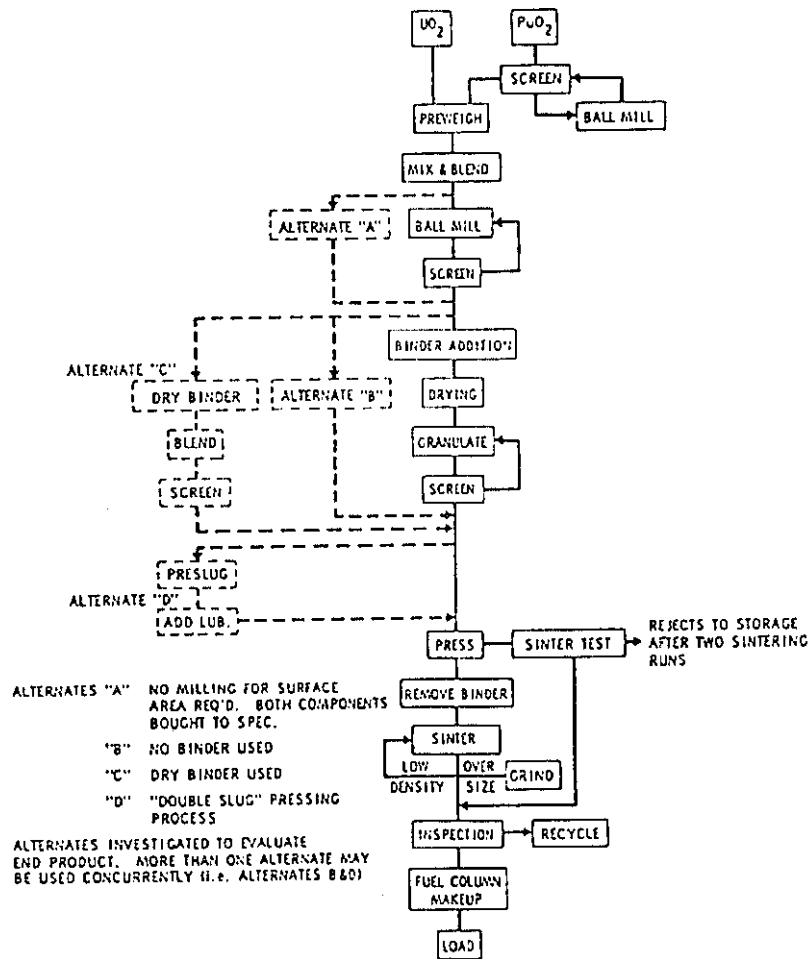 UO2
PuO2
SCREEN
PREWEIGH
BALL MILL
MIX & BLEND
ALTERNATE "A"
BALL MILL
SCREEN
BINDER ADDITION
ALTERNATE "C"
DRY BINDER
ALTERNATE "B"
DRYING
BLEND
GRANULATE
SCREEN
SCREEN
PRESLUG
ALTERNATE "D"
ADD LUB.
PRESS
SINTER TEST
REJECTS TO STORAGE
AFTER TWO SINTERING
RUNS
REMOVE BINDER
SINTER
LOW OVER
DENSITY SIZE
GRIND
INSPECTION
RECYCLE
FUEL COLUMN
MAKEUP
LOAD
ALTERNATES "A" NO MILLING FOR SURFACE
AREA REQ'D. BOTH COMPONENTS
BOUGHT TO SPEC.
"B" NO BINDER USED
"C" DRY BINDER USED
"D" "DOUBLE SLUG" PRESSING
PROCESS
ALTERNATES INVESTIGATED TO EVALUATE
END PRODUCT. MORE THAN ONE ALTERNATE MAY
BE USED CONCURRENTLY (i.e. ALTERNATES B&D)